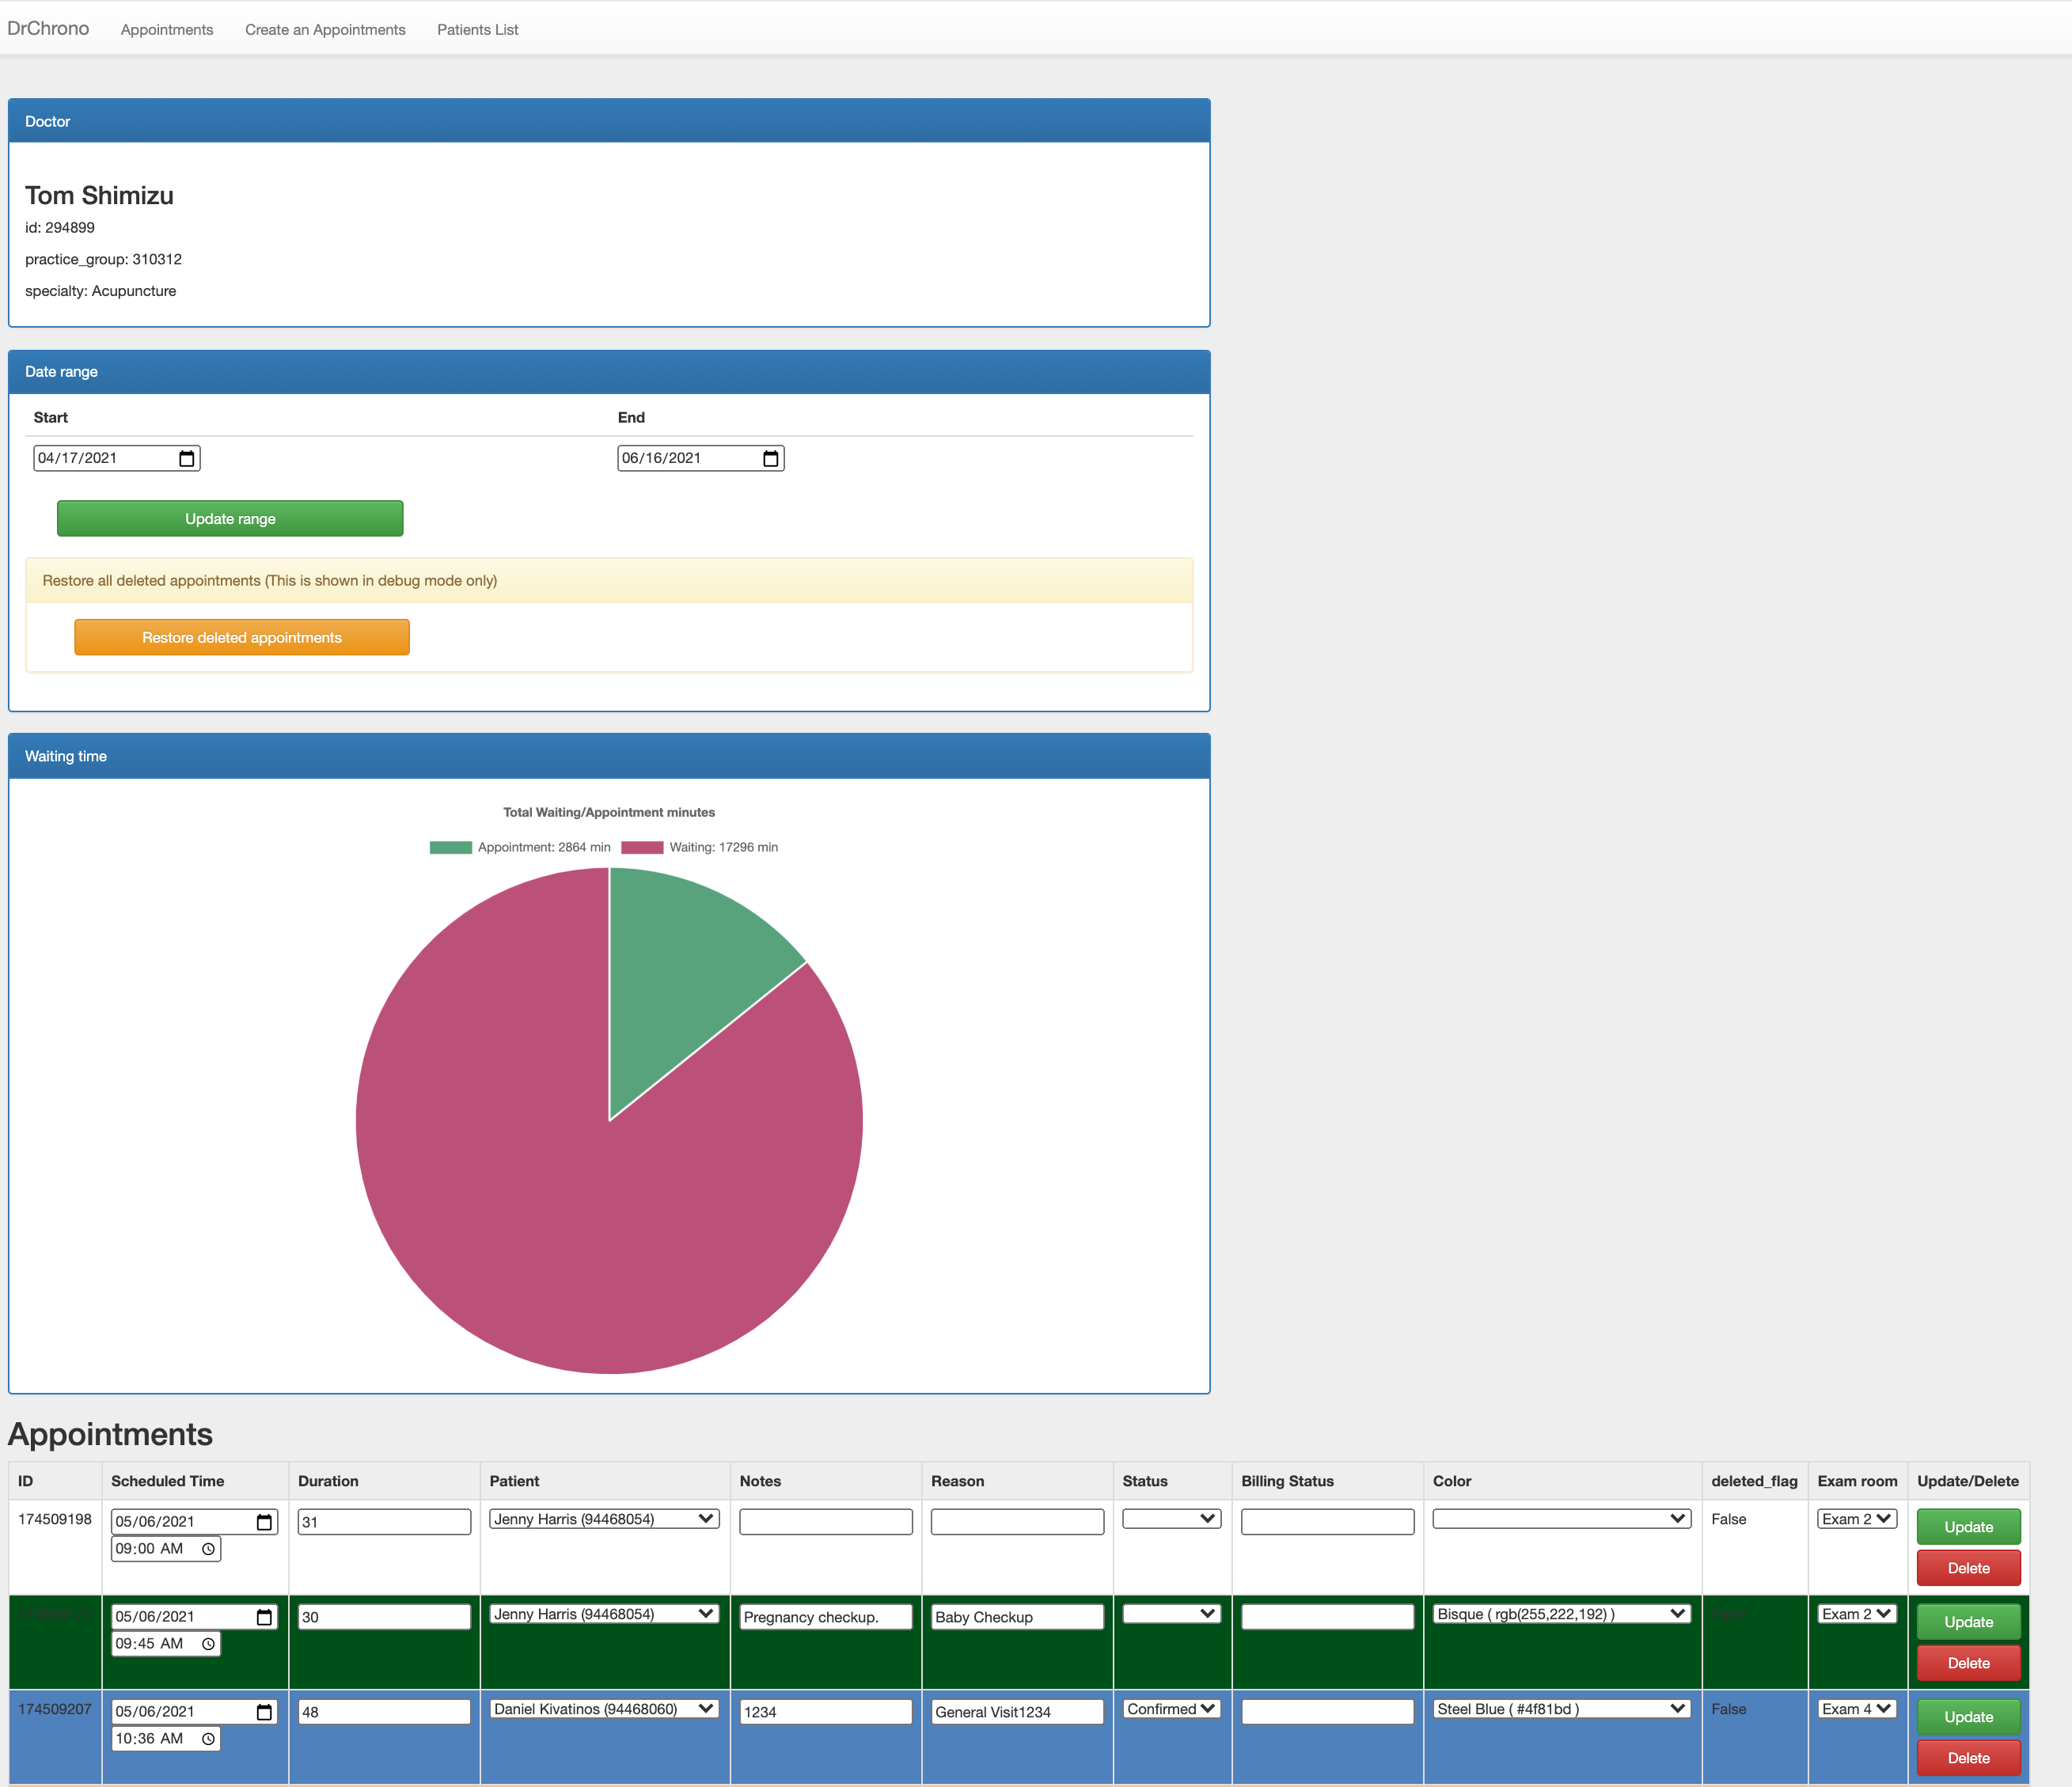 DrChrono Appointments Create an Appointments Patients List
Doctor
Tom Shimizu
id: 294899
practice_group: 310312
specialty: Acupuncture
Date range
Start End
04/17/2021 06/16/2021
Update range
Restore all deleted appointments (This is shown in debug mode only)
Restore deleted appointments
Waiting time
Total Waiting/Appointment minutes
Appointment: 2864 min Waiting: 17296 min
Appointments
ID Scheduled Time Duration Patient Notes Reason Status Billing Status Color deleted_flag Exam room Update/Delete
174509198 05/06/2021 31 Jenny Harris (94468054) False Exam 2 Update
09:00 AM
Delete
05/06/2021 30 Jenny Harris (94468054) Pregnancy checkup. Baby Checkup Bisque ( rgb(255,222,192) ) Exam 2 Update
09:45 AM
Delete
174509207 05/06/2021 48 Daniel Kivatinos (94468060) 1234 General Visit1234 Confirmed Steel Blue ( #4f81bd ) False Exam 4 Update
10:36 AM
Delete